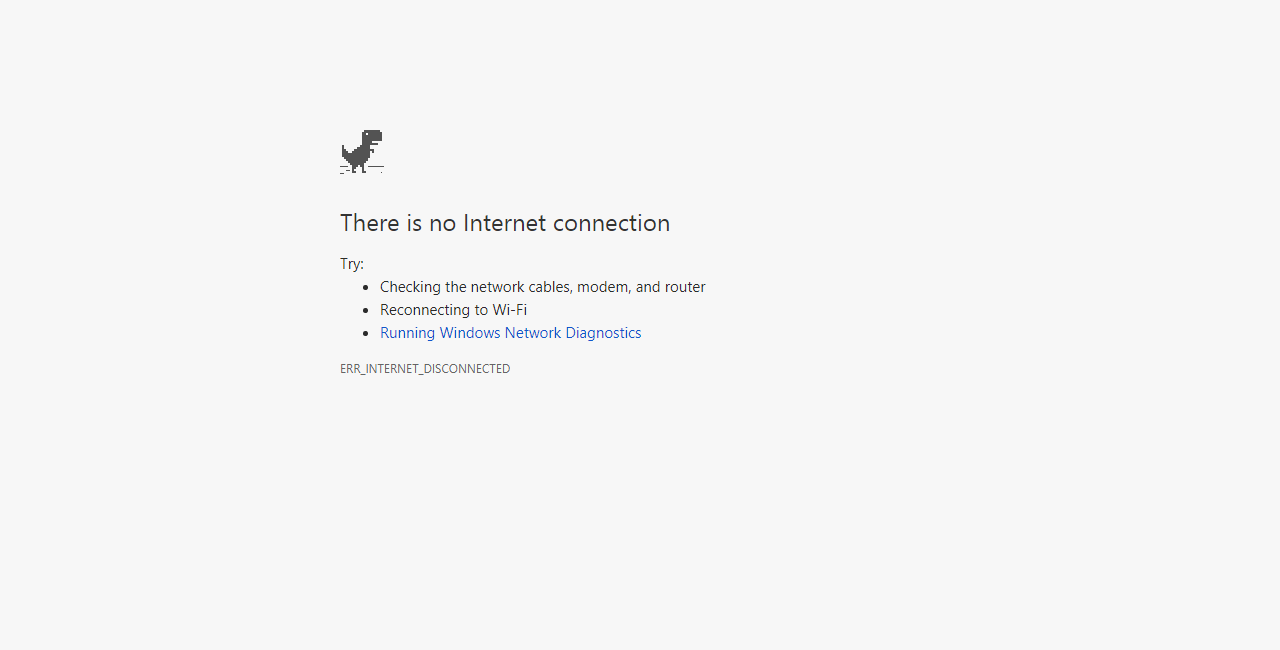 There is no Internet connection
Try:
Checking the network cables, modem, and router
Reconnecting to Wi-Fi
Running Windows Network Diagnostics
ERR_INTERNET_DISCONNECTED